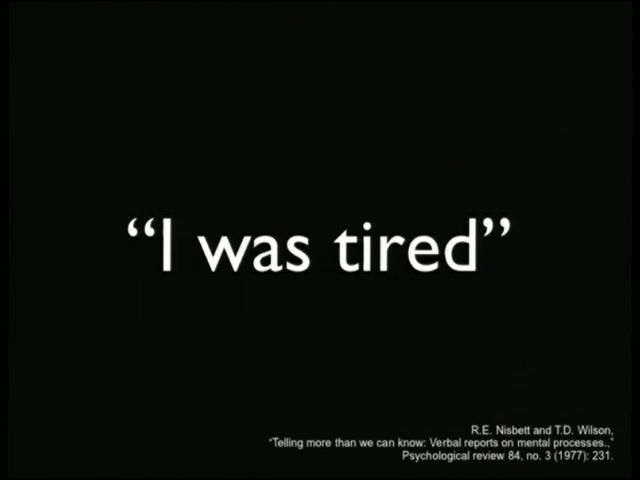 “I was tired”
R.E. Nisbett and T.D. Wilson,
“Telling more than we can know: Verbal reports on mental processes.,”
Psychological review 84, no. 3 (1977): 231.